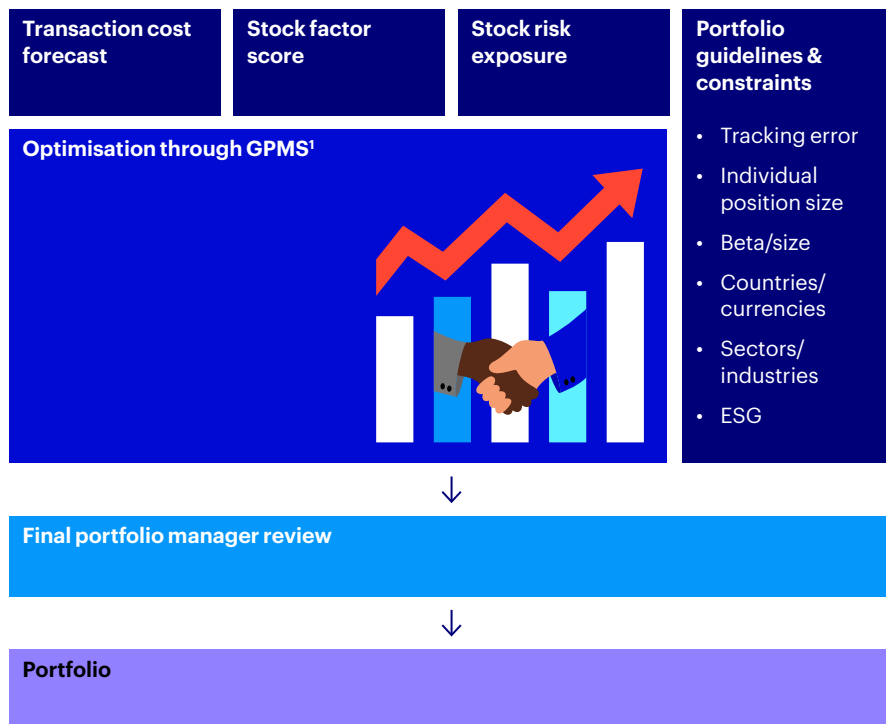 Transaction cost
forecast
Stock factor
score
Stock risk
exposure
Portfolio
guidelines &
constraints
• Tracking error
• Individual
position size
• Beta/size
• Countries/
currencies
• Sectors/
industries
• ESG
Optimisation through GPMS¹
Final portfolio manager review
Portfolio